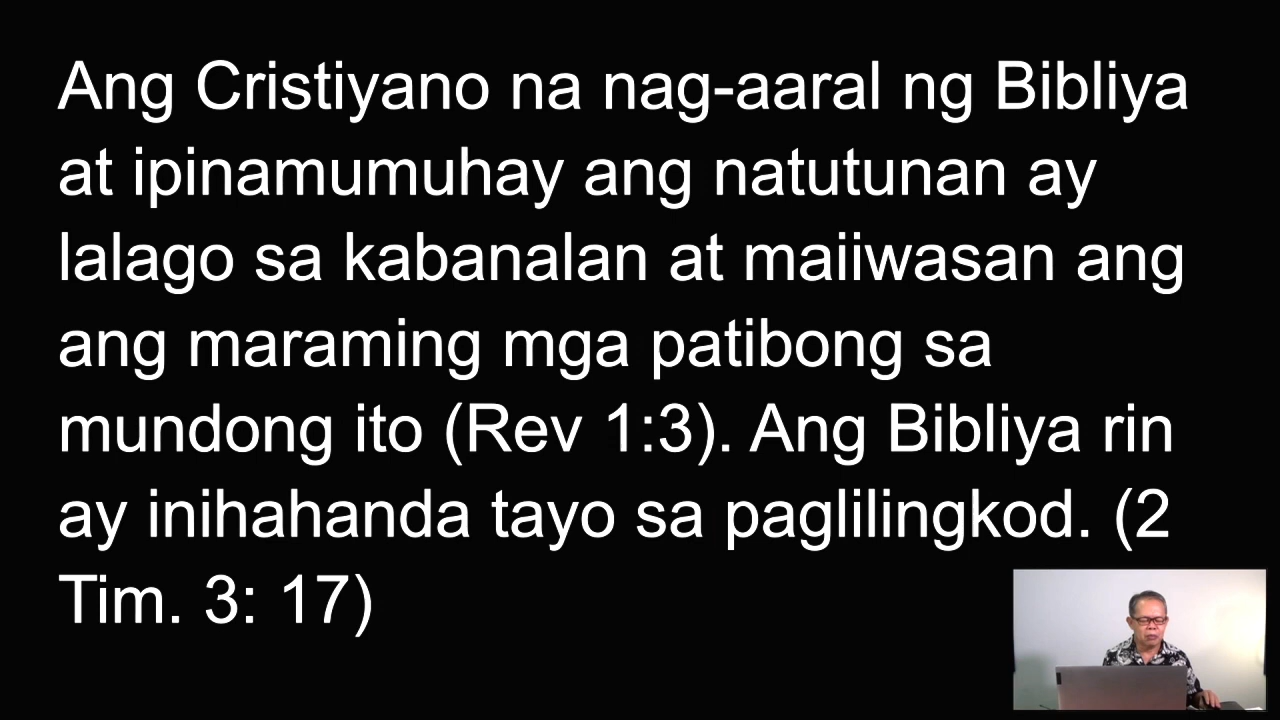 Ang Cristiyano na nag-aaral ng Bibliya
at ipinamumuhay ang natutunan ay
lalago sa kabanalan at maiiwasan ang
ang maraming mga patibong sa
mundong ito (Rev 1:3). Ang Bibliya rin
ay inihahanda tayo sa paglilingkod. (2
Tim. 3: 17)